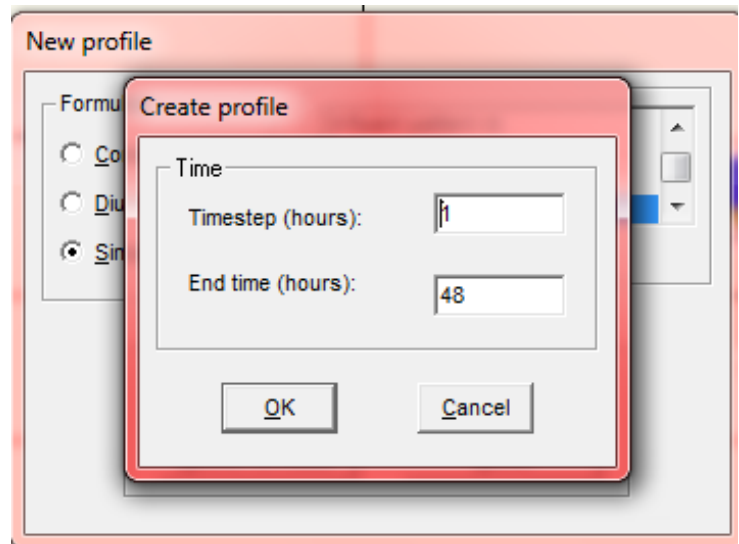 New profile
Formu
Create profile
Co
Diu
Sin
Time
Timestep (hours):
1
End time (hours):
48
OK
Cancel